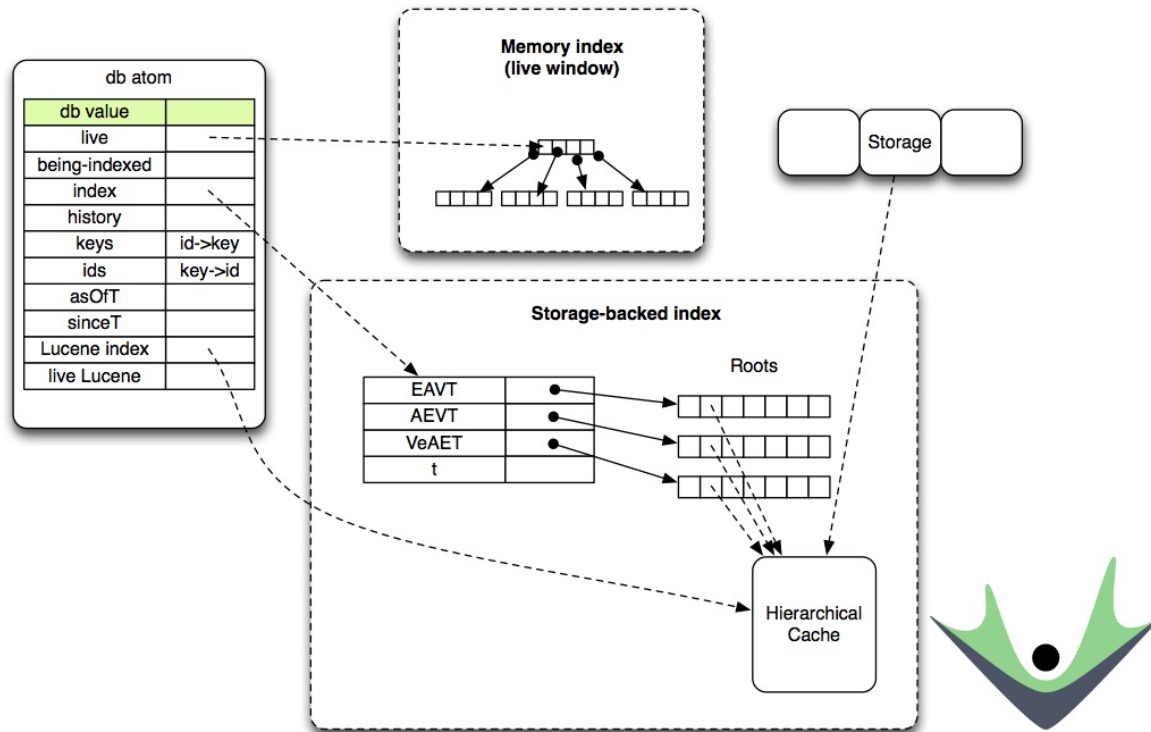 db atom
db value
live
being-indexed
index
history
keys id->key
ids key->id
asOfT
sinceT
Lucene index
live Lucene
Memory index
(live window)
Storage
Storage-backed index
Roots
EAVT
AEVT
VeAET
t
Hierarchical
Cache